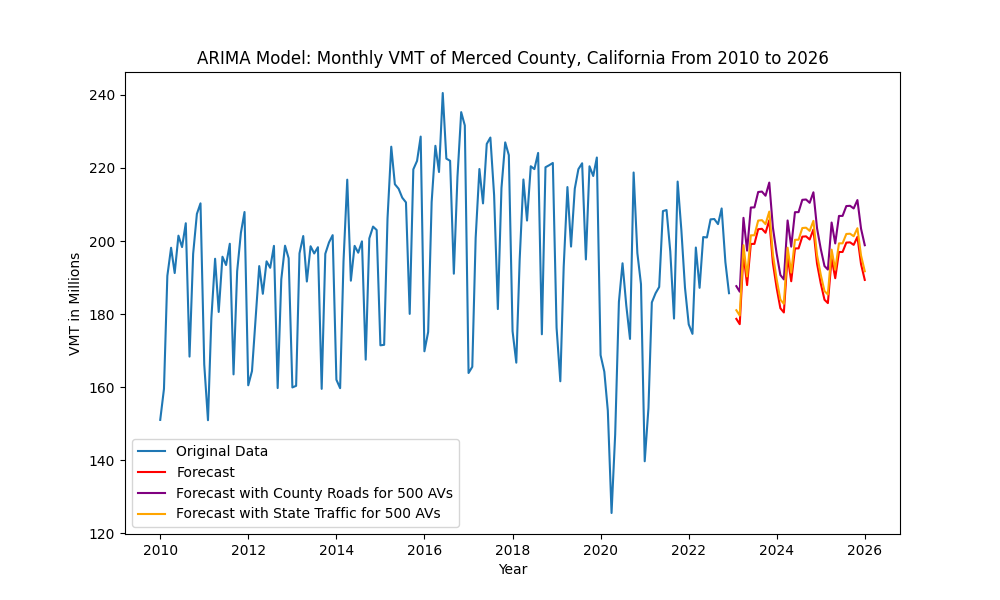 ARIMA Model: Monthly VMT of Merced County, California From 2010 to 2026
VMT in Millions
240
220
200
180
160
140
120
Original Data
Forecast
Forecast with County Roads for 500 AVs
Forecast with State Traffic for 500 AVs
2010 2012 2014 2016 2018 2020 2022 2024 2026
Year